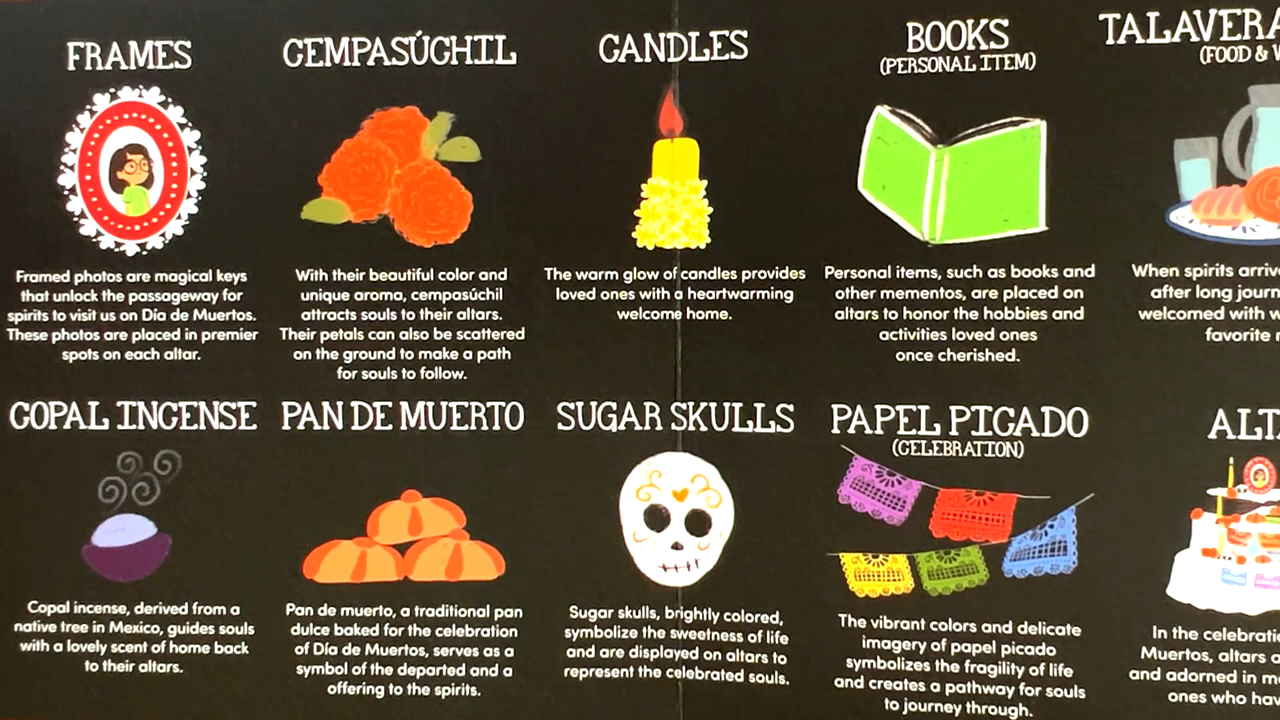 FRAMES
Framed photos are magical keys
that unlock the passageway for
spirits to visit us on Día de Muertos.
These photos are placed in premier
spots on each altar.
CEMPASÚCHIL
With their beautiful color and
unique aroma, cempasúchil
attracts souls to their altars.
Their petals can also be scattered
on the ground to make a path
for souls to follow.
CANDLES
The warm glow of candles provides
loved ones with a heartwarming
welcome home.
BOOKS
(PERSONAL ITEM)
Personal items, such as books and
other mementos, are placed on
altars to honor the hobbies and
activities loved ones
once cherished.
TALAVERA
(FOOD &
When spirits
after long
welcomed with
favorite
COPAL INCENSE
Copal incense, derived from a
native tree in Mexico, guides souls
with a lovely scent of home back
to their altars.
PAN DE MUERTO
Pan de muerto, a traditional pan
dulce baked for the celebration
of Día de Muertos, serves as a
symbol of the departed and a
offering to the spirits.
SUGAR SKULLS
Sugar skulls, brightly colored,
symbolize the sweetness of life
and are displayed on altars to
represent the celebrated souls.
PAPEL PICADO
(CELEBRATION)
The vibrant colors and delicate
imagery of papel picado
symbolizes the fragility of life
and creates a pathway for souls
to journey through.
In the
Muertos, altars
and adorned in
ones who